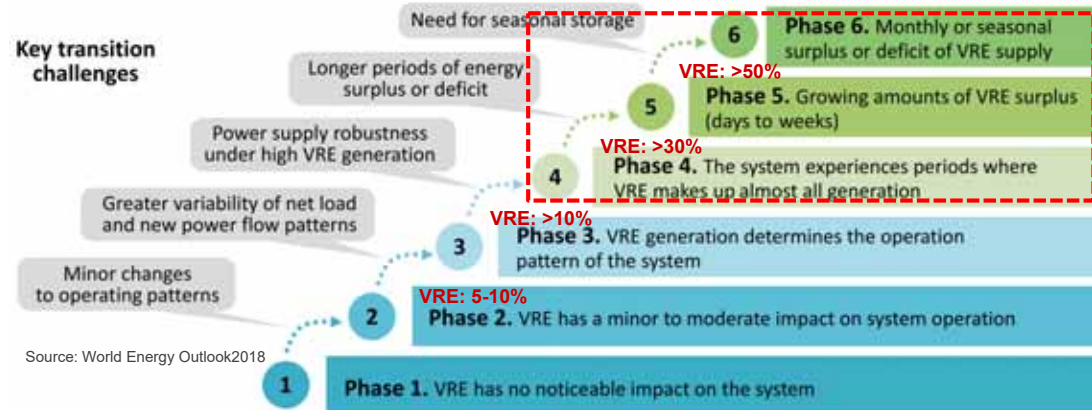 Key transition
challenges
Need for seasonal storage
6
Phase 6. Monthly or seasonal
surplus or deficit of VRE supply
VRE: >50%
Longer periods of energy
surplus or deficit
5
Phase 5. Growing amounts of VRE surplus
(days to weeks)
VRE: >30%
Power supply robustness
under high VRE generation
4
Phase 4. The system experiences periods where
VRE makes up almost all generation
VRE: >10%
Greater variability of net load
and new power flow patterns
3
Phase 3. VRE generation determines the operation
pattern of the system
VRE: 5-10%
Minor changes
to operating patterns
2
Phase 2. VRE has a minor to moderate impact on system operation
Source: World Energy Outlook2018
1
Phase 1. VRE has no noticeable impact on the system